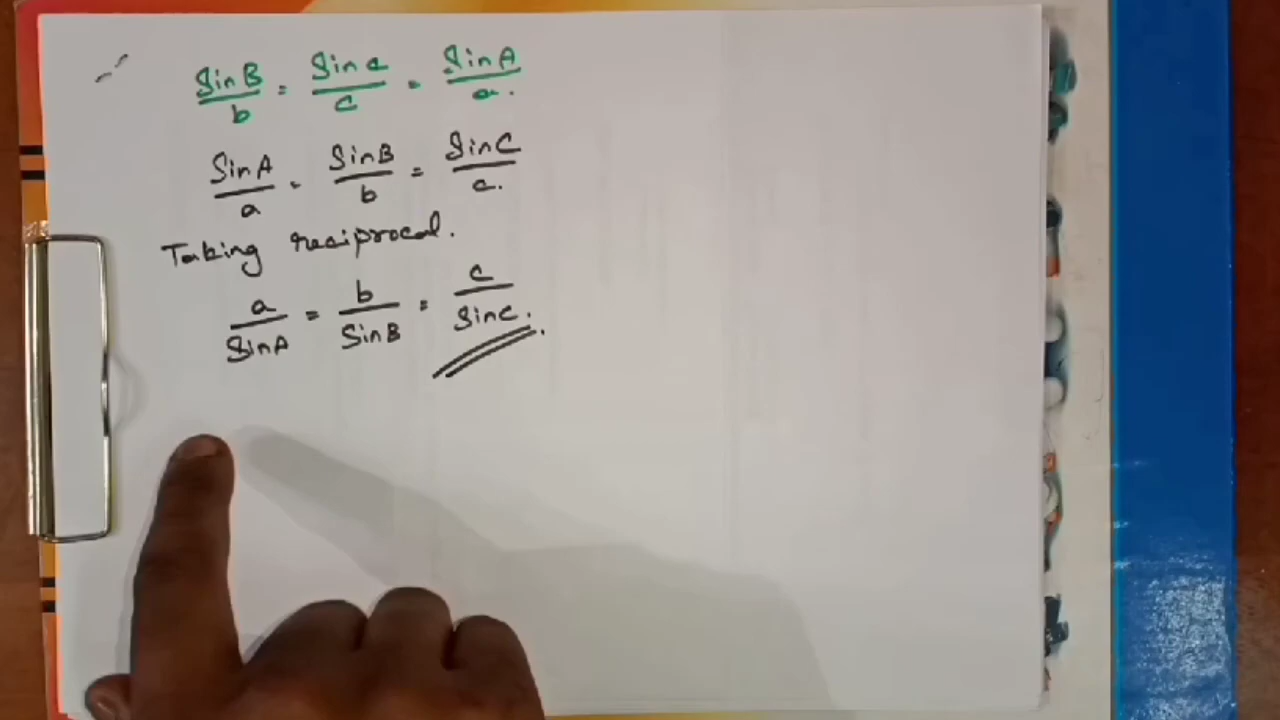 SinB/b = Sin c/c = SinA/a.
SinA/a = SinB/b = SinC/c.
Taking reciprocal.
a/SinA = b/SinB = c/SinC.